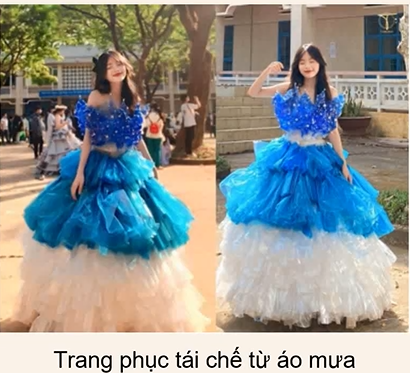 Trang phục tái chế từ áo mưa